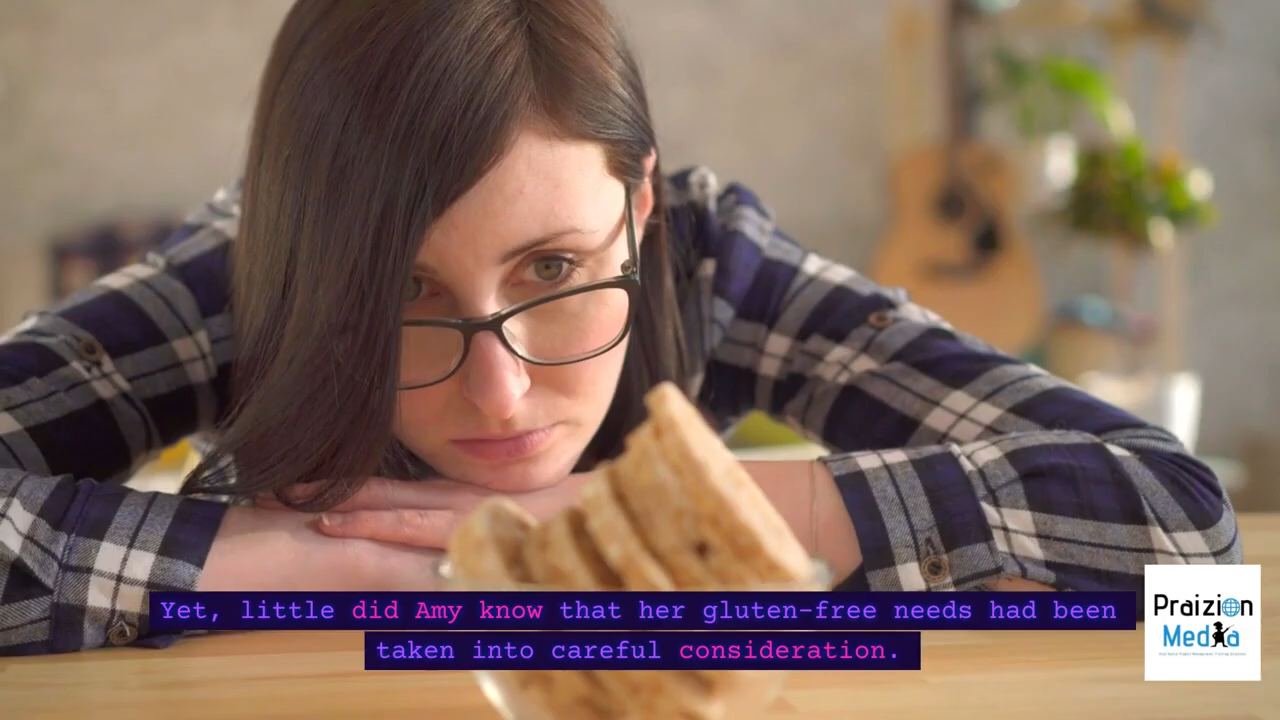 Yet, little did Amy know that her gluten-free needs had been
taken into careful consideration.
Praizion
Media